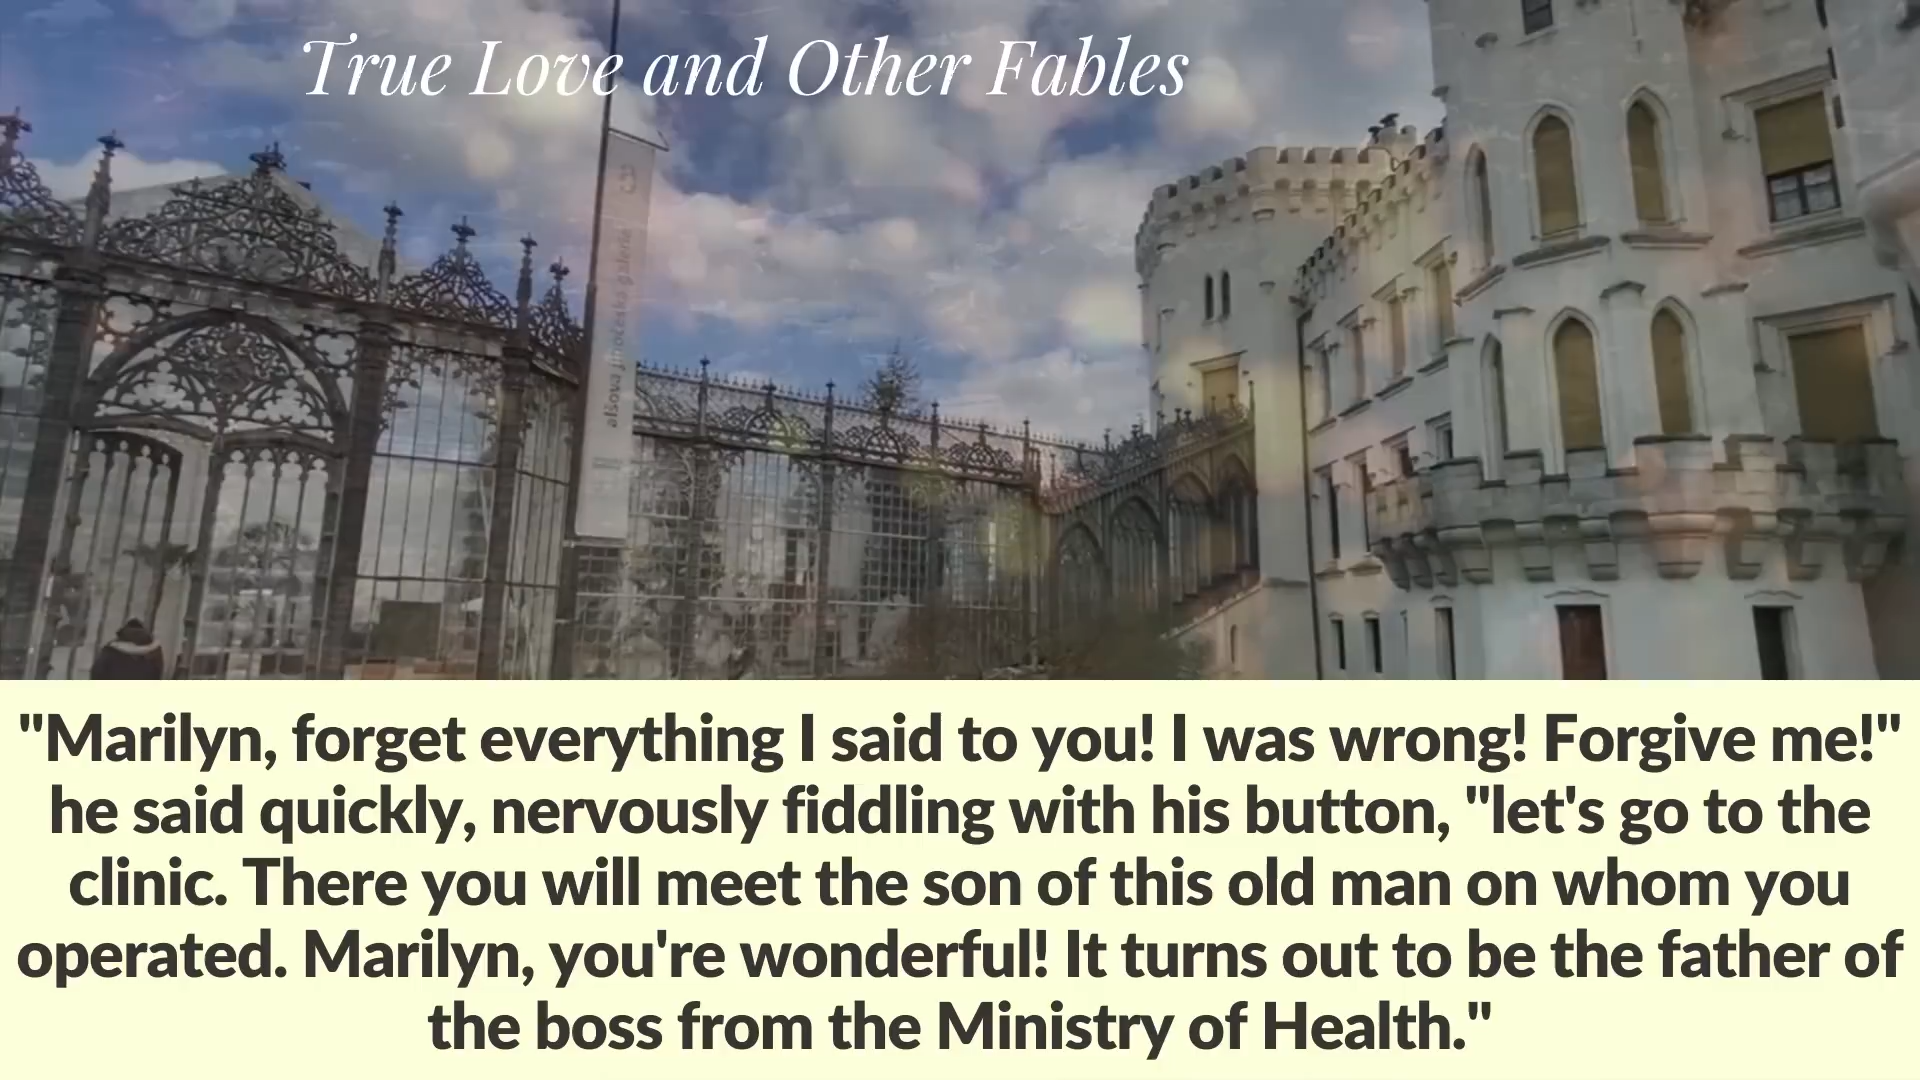 True Love and Other Fables
alšova jihočeská galerie
"Marilyn, forget everything I said to you! I was wrong! Forgive me!"
he said quickly, nervously fiddling with his button, "let's go to the
clinic. There you will meet the son of this old man on whom you
operated. Marilyn, you're wonderful! It turns out to be the father of
the boss from the Ministry of Health."